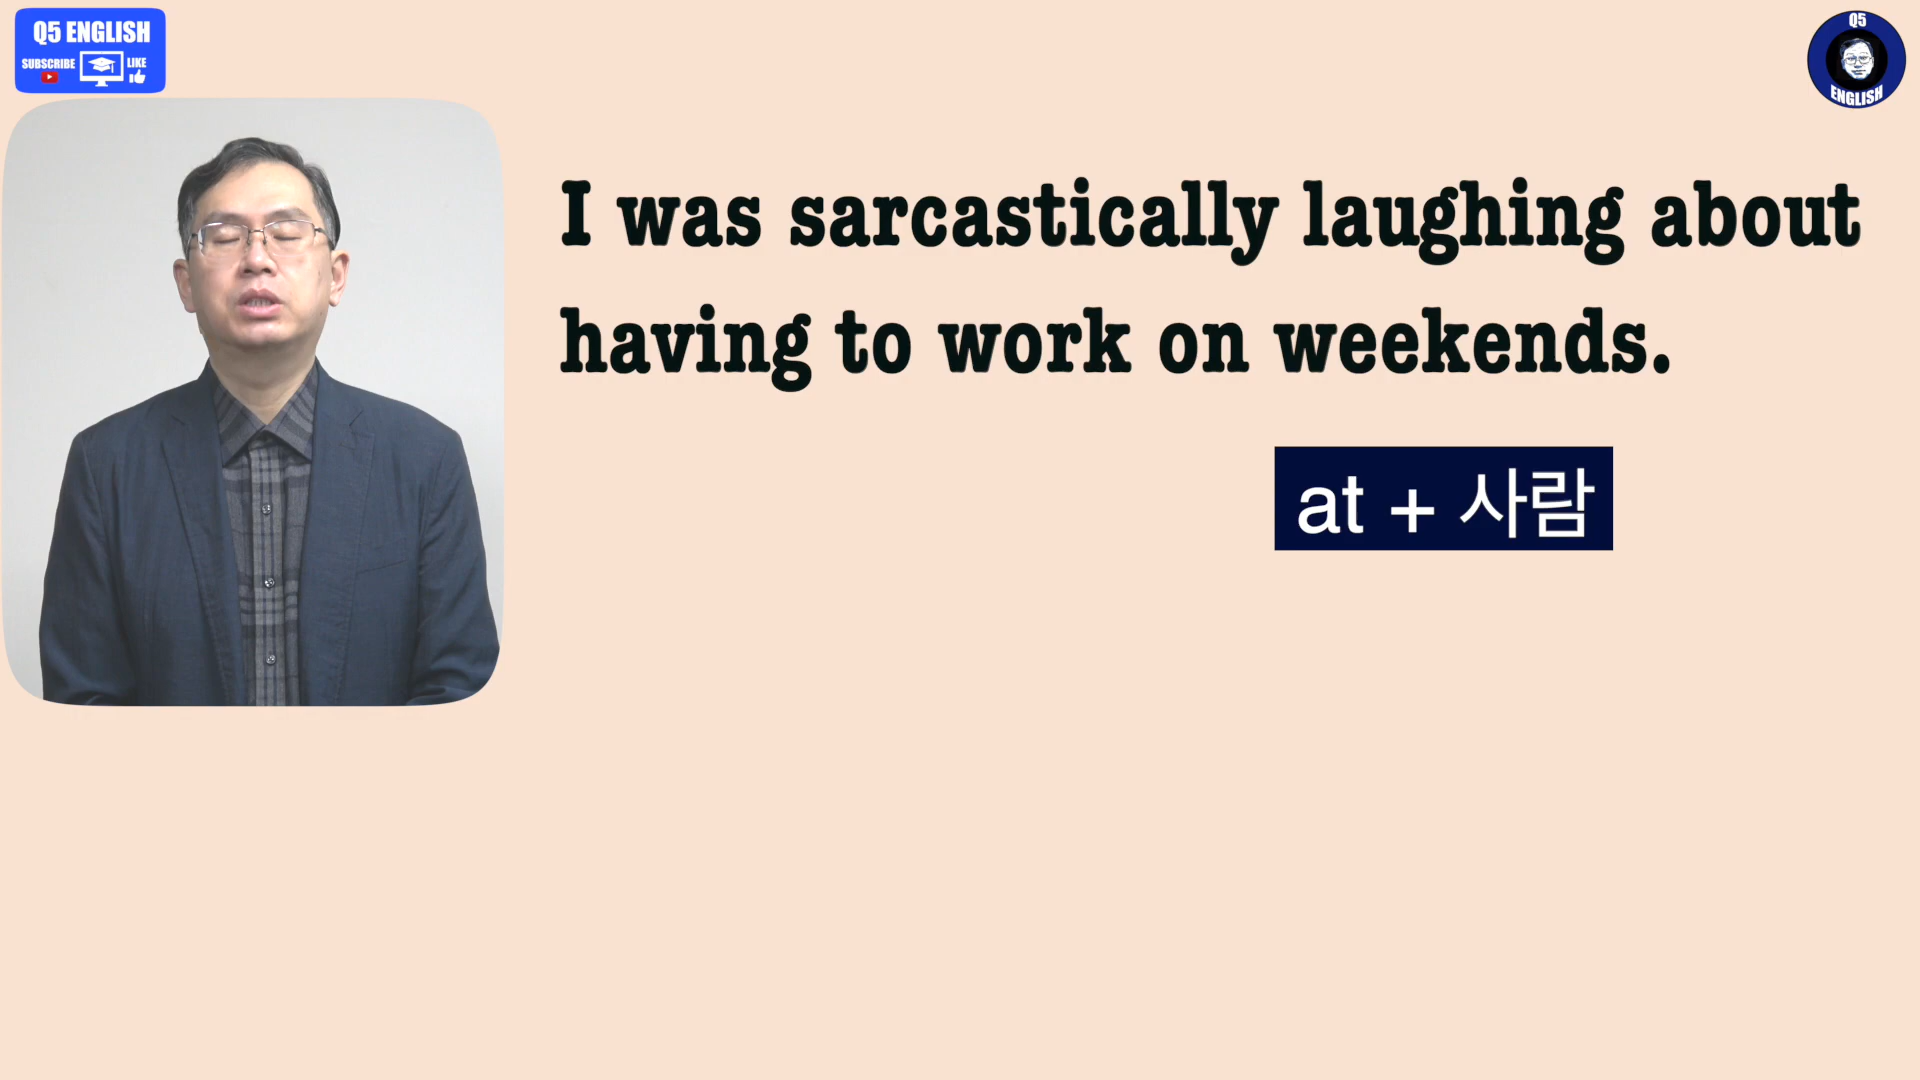 Q5 ENGLISH
SUBSCRIBE
LIKE
Q5
ENGLISH
I was sarcastically laughing about
having to work on weekends.
at + 사람